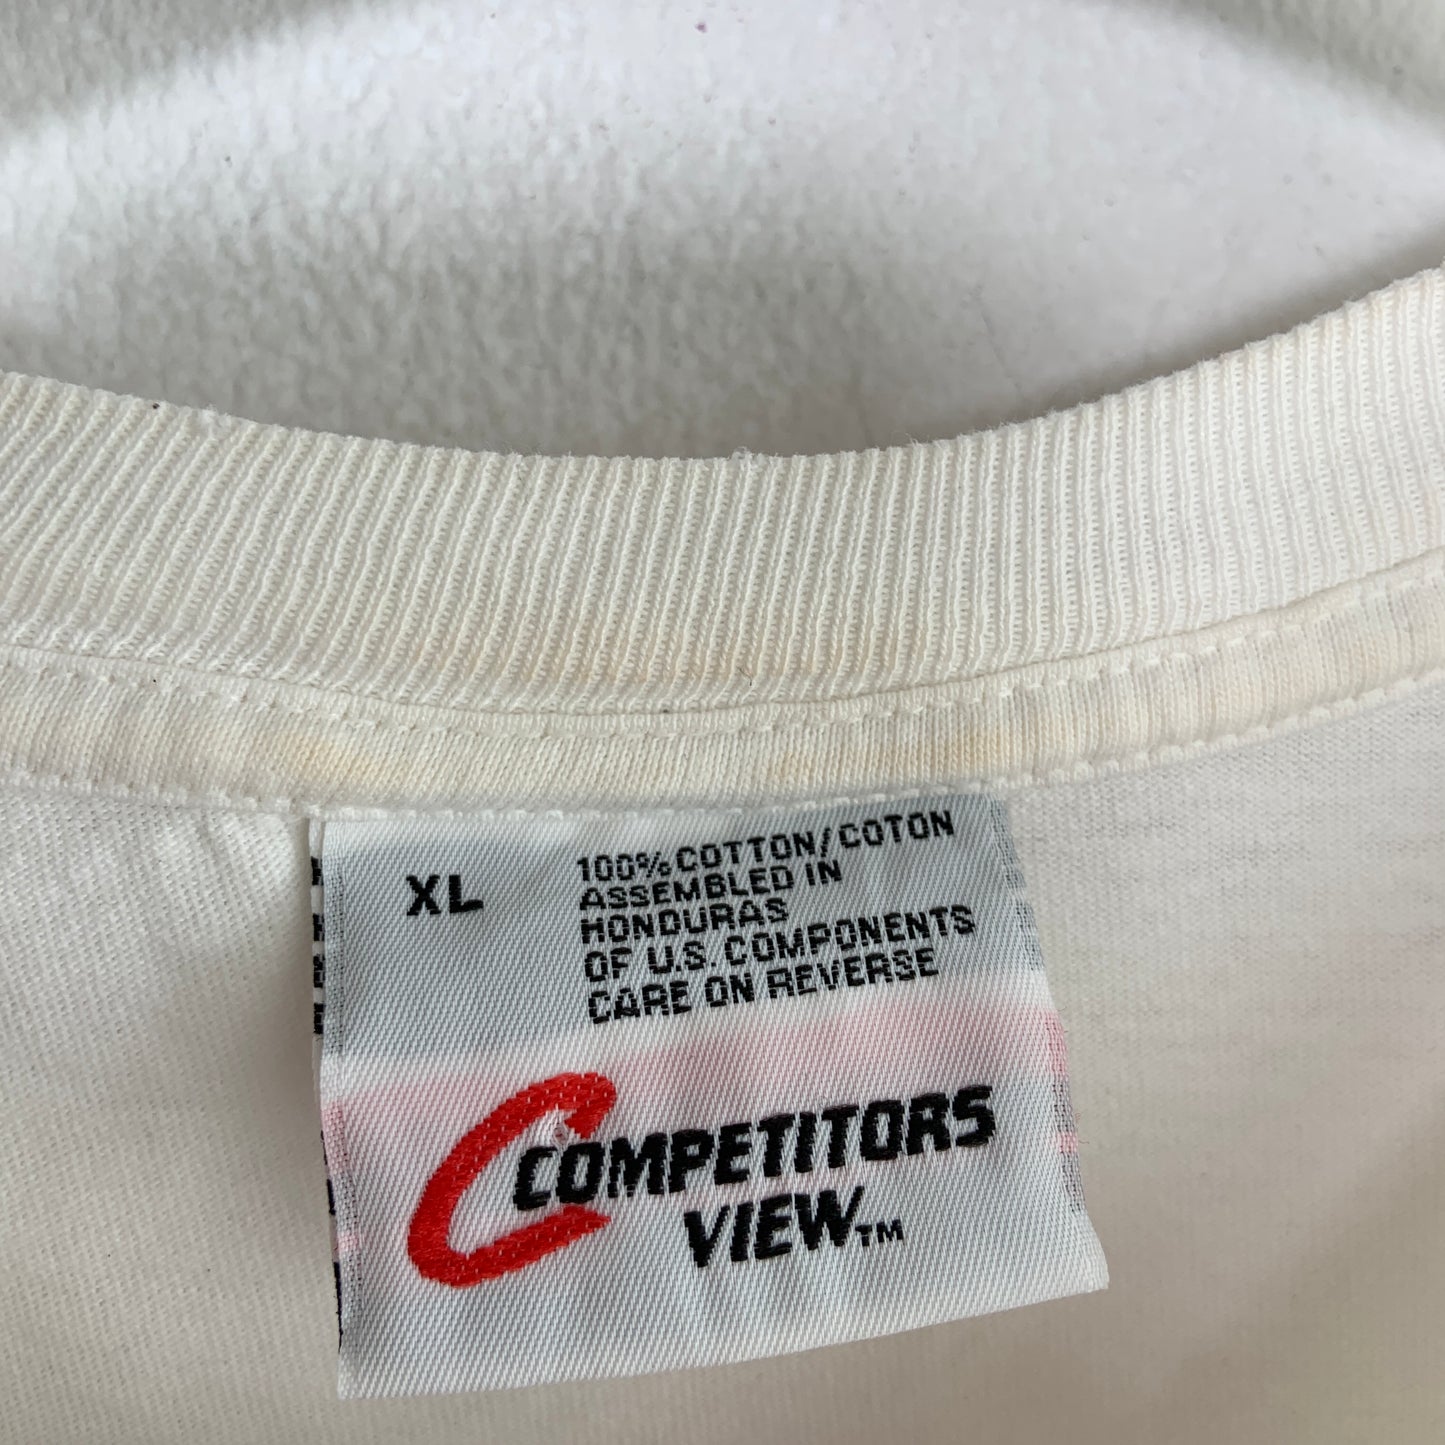 XL
100% COTTON/COTON
ASSEMBLED IN
HONDURAS
OF U.S. COMPONENTS
CARE ON REVERSE
C COMPETITORS
VIEW™